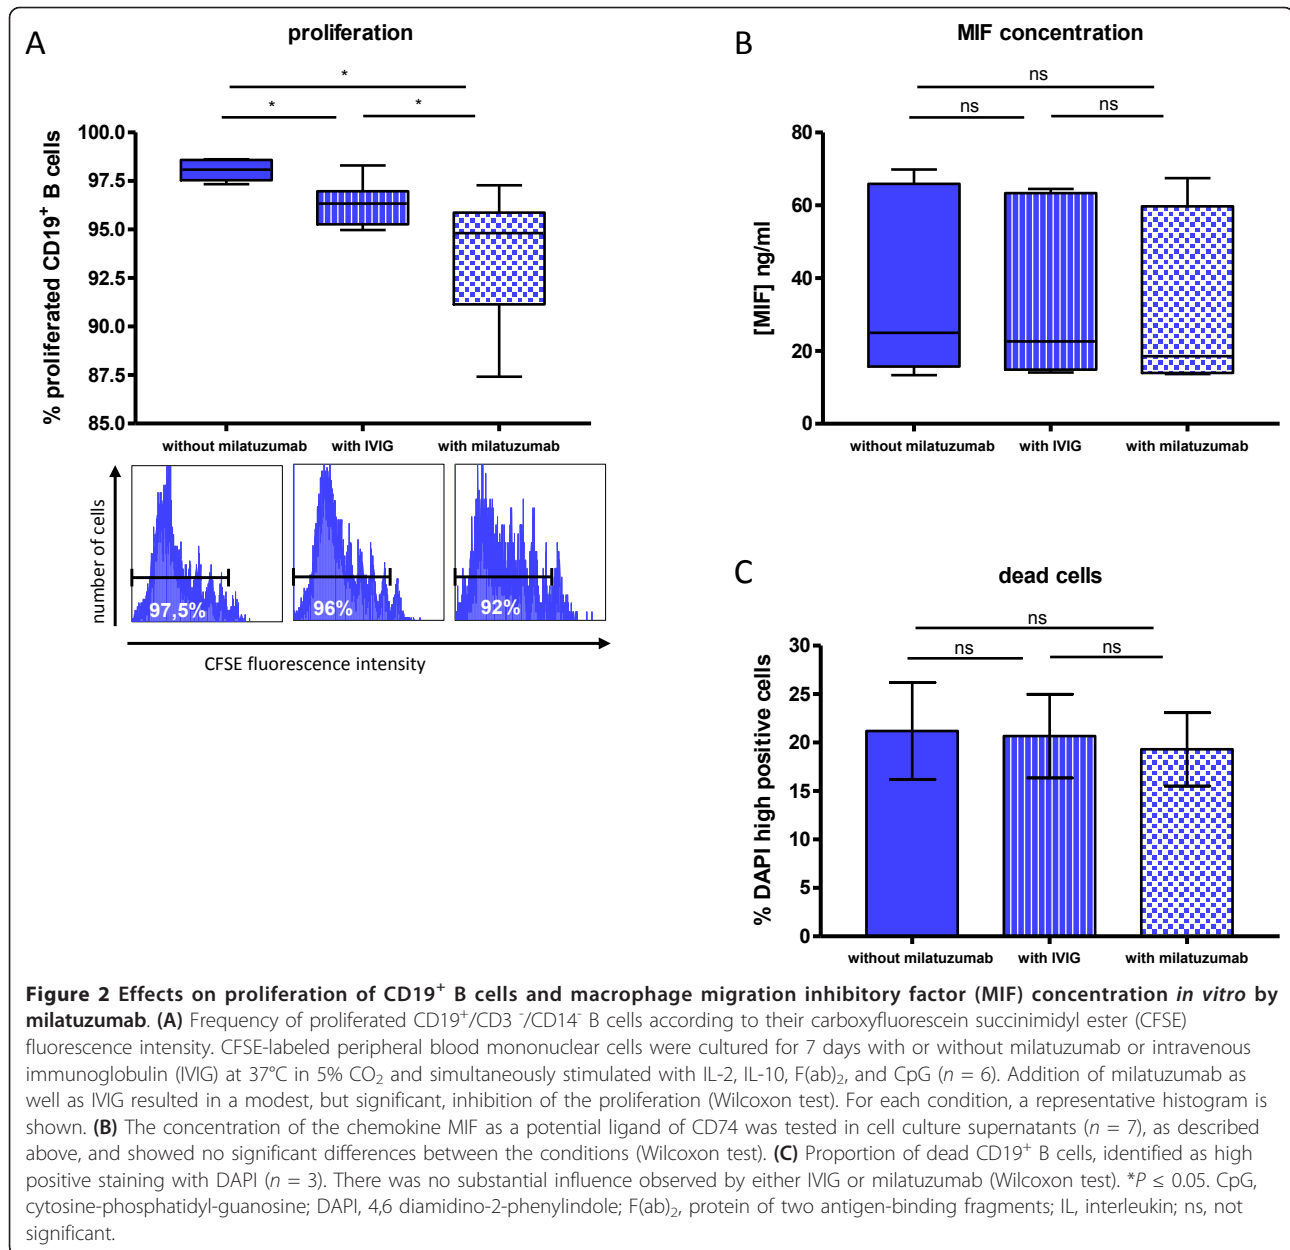 A
proliferation
*
*
*
% proliferated CD19⁺ B cells
100.0
97.5
95.0
92.5
90.0
87.5
85.0
without milatuzumab
with IVIG
with milatuzumab
number of cells
97,5%
96%
92%
CFSE fluorescence intensity
B
MIF concentration
ns
ns
ns
[MIF] ng/ml
80
60
40
20
0
without milatuzumab
with IVIG
with milatuzumab
C
dead cells
ns
ns
ns
% DAPI high positive cells
30
25
20
15
10
5
0
without milatuzumab
with IVIG
with milatuzumab
Figure 2 Effects on proliferation of CD19⁺ B cells and macrophage migration inhibitory factor (MIF) concentration in vitro by
milatuzumab. (A) Frequency of proliferated CD19⁺/CD3 ⁻/CD14⁻ B cells according to their carboxyfluorescein succinimidyl ester (CFSE)
fluorescence intensity. CFSE-labeled peripheral blood mononuclear cells were cultured for 7 days with or without milatuzumab or intravenous
immunoglobulin (IVIG) at 37°C in 5% CO₂ and simultaneously stimulated with IL-2, IL-10, F(ab)₂, and CpG (n = 6). Addition of milatuzumab as
well as IVIG resulted in a modest, but significant, inhibition of the proliferation (Wilcoxon test). For each condition, a representative histogram is
shown. (B) The concentration of the chemokine MIF as a potential ligand of CD74 was tested in cell culture supernatants (n = 7), as described
above, and showed no significant differences between the conditions (Wilcoxon test). (C) Proportion of dead CD19⁺ B cells, identified as high
positive staining with DAPI (n = 3). There was no substantial influence observed by either IVIG or milatuzumab (Wilcoxon test). *P ≤ 0.05. CpG,
cytosine-phosphatidyl-guanosine; DAPI, 4,6 diamidino-2-phenylindole; F(ab)₂, protein of two antigen-binding fragments; IL, interleukin; ns, not
significant.